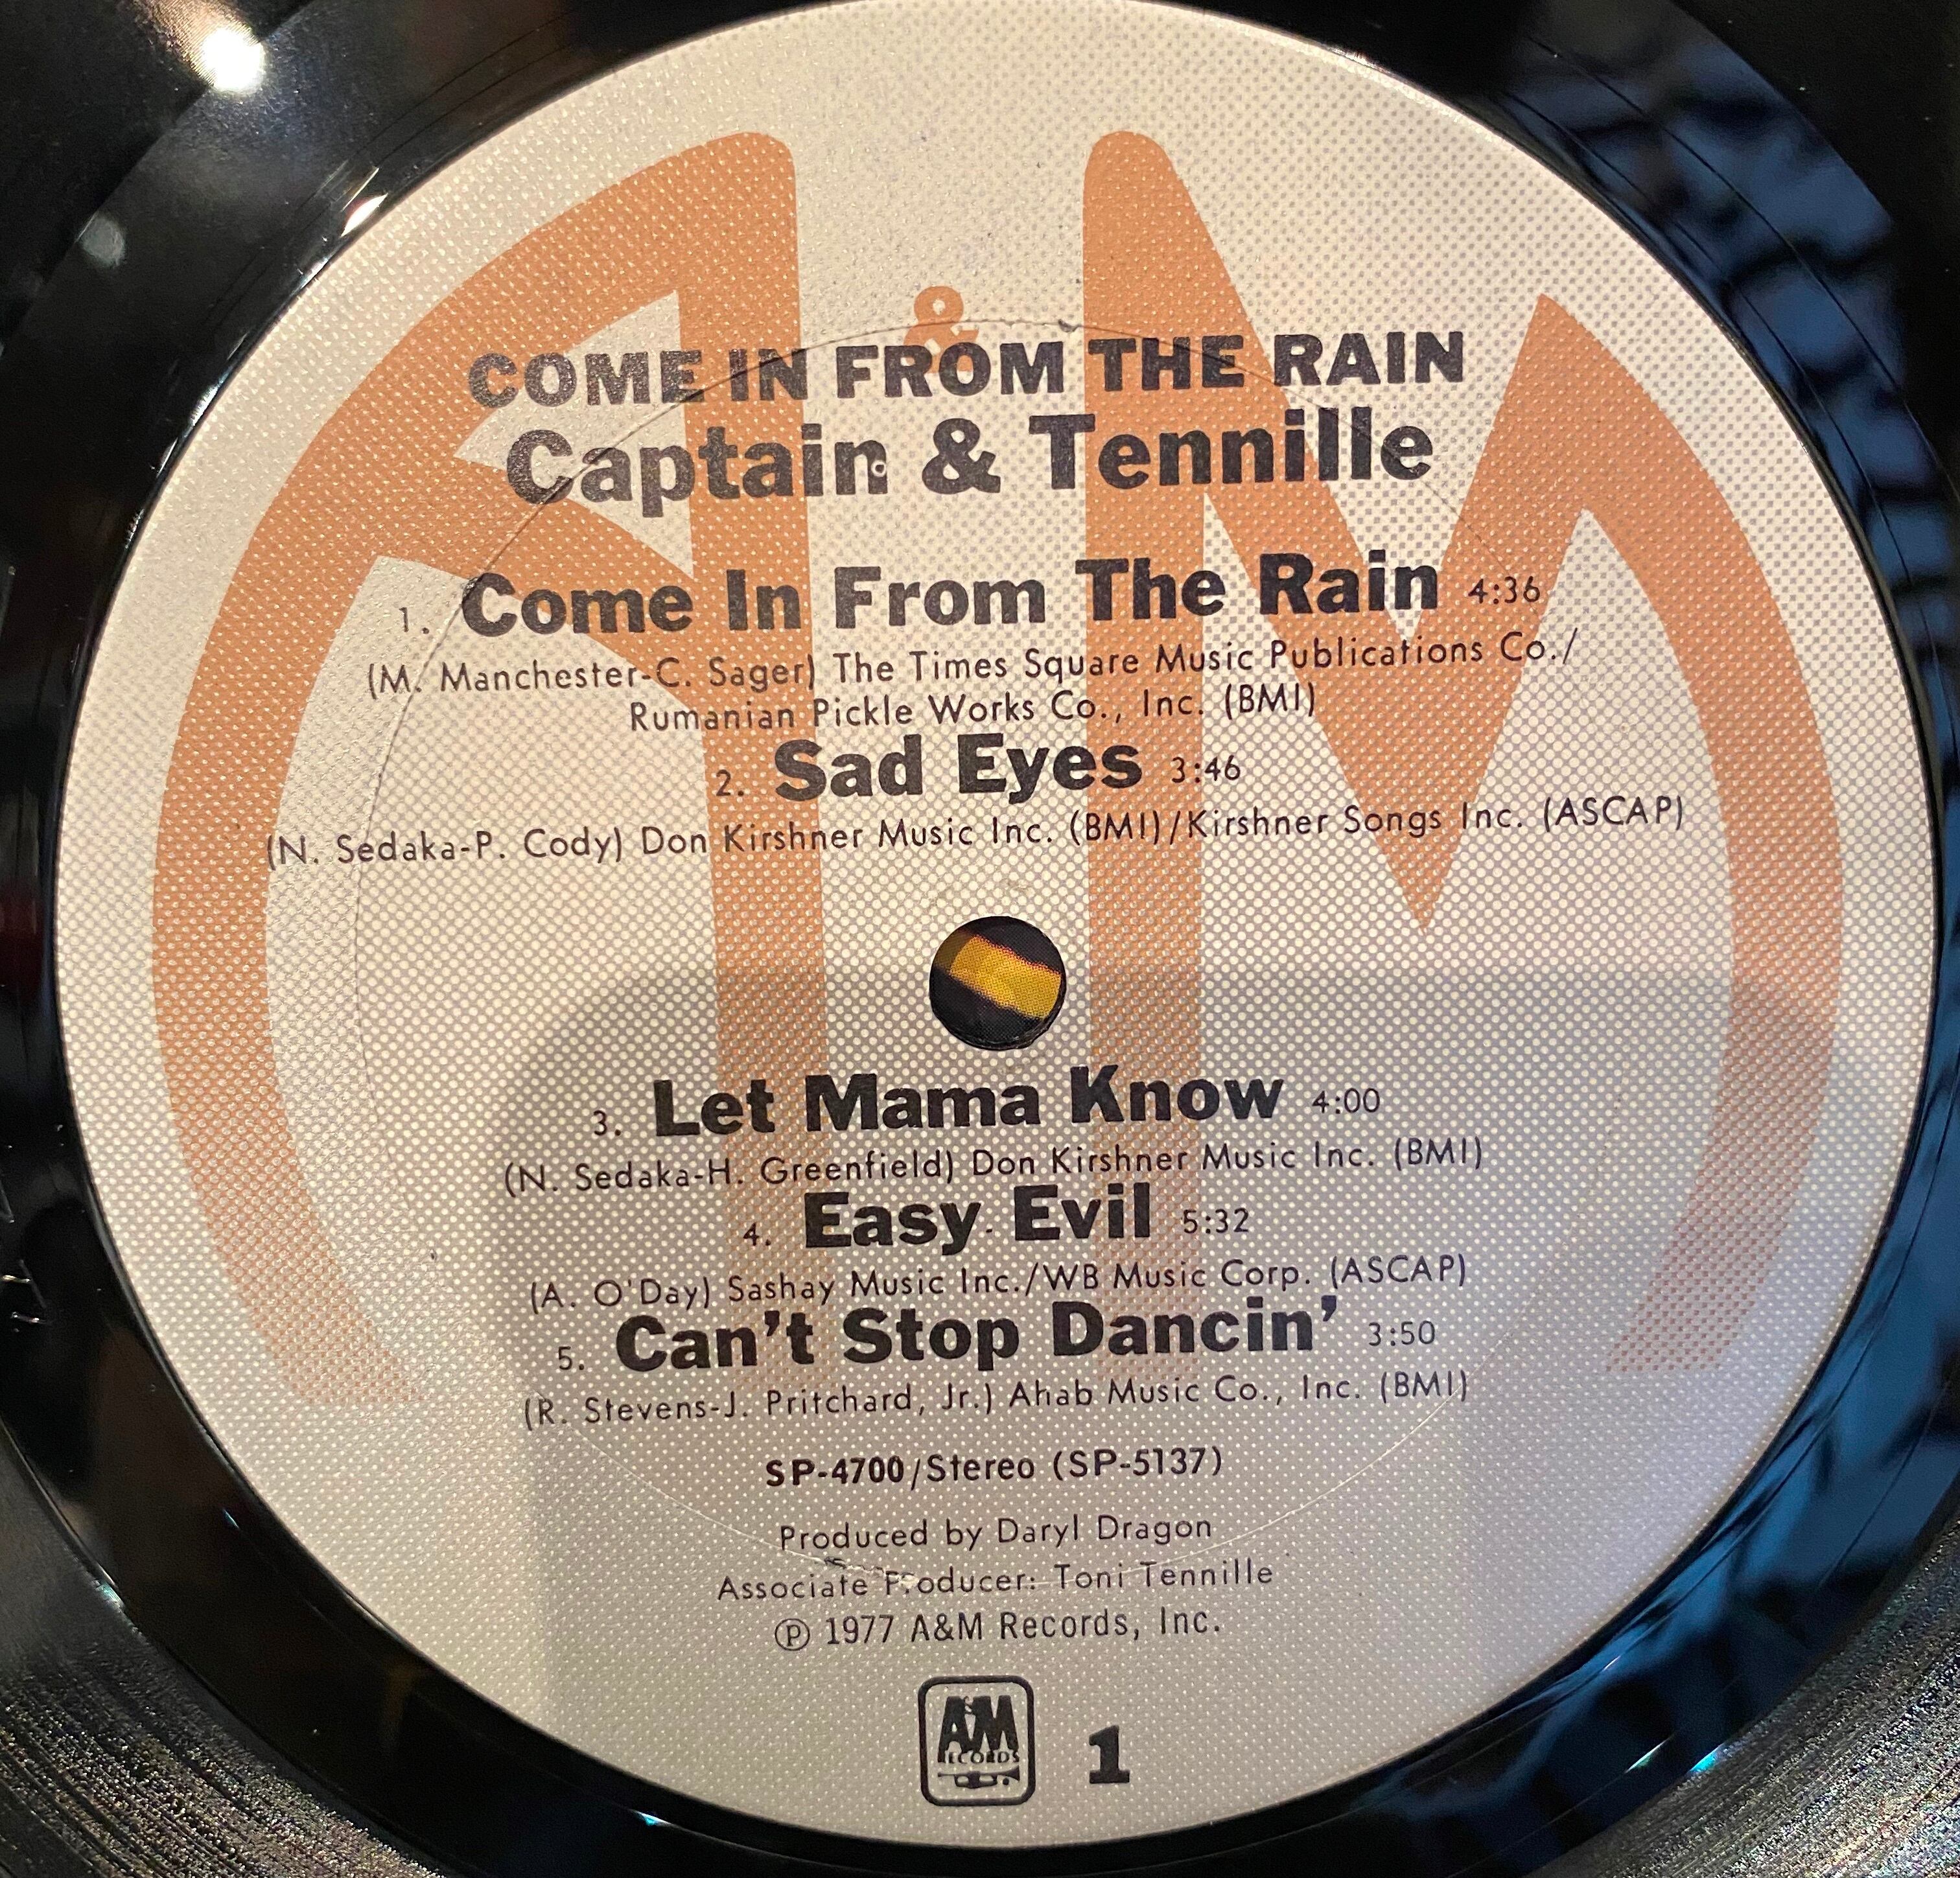 &
COME IN FROM THE RAIN
Captain & Tennille
1. Come In From The Rain 4:36
(M. Manchester-C. Sager) The Times Square Music Publications Co./
Rumanian Pickle Works Co., Inc. (BMI)
2. Sad Eyes 3:46
(N. Sedaka-P. Cody) Don Kirshner Music Inc. (BMI)/Kirshner Songs Inc. (ASCAP)
3. Let Mama Know 4:00
(N. Sedaka-H. Greenfield) Don Kirshner Music Inc. (BMI)
4. Easy Evil 5:32
(A. O'Day) Sashay Music Inc./WB Music Corp. (ASCAP)
5. Can't Stop Dancin' 3:50
(R. Stevens-J. Pritchard, Jr.) Ahab Music Co., Inc. (BMI)
SP-4700/Stereo (SP-5137)
Produced by Daryl Dragon
Associate Producer: Toni Tennille
℗ 1977 A&M Records, Inc.
A&M
RECORDS
1